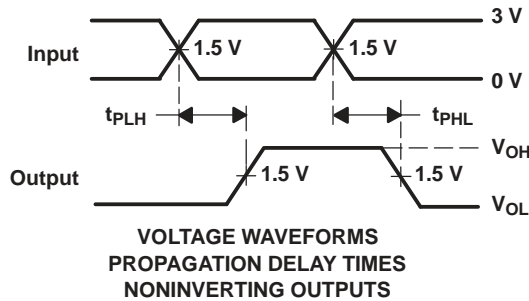 3 V
Input
1.5 V
1.5 V
0 V
tPLH
tPHL
VOH
Output
1.5 V
1.5 V
VOL
VOLTAGE WAVEFORMS
PROPAGATION DELAY TIMES
NONINVERTING OUTPUTS